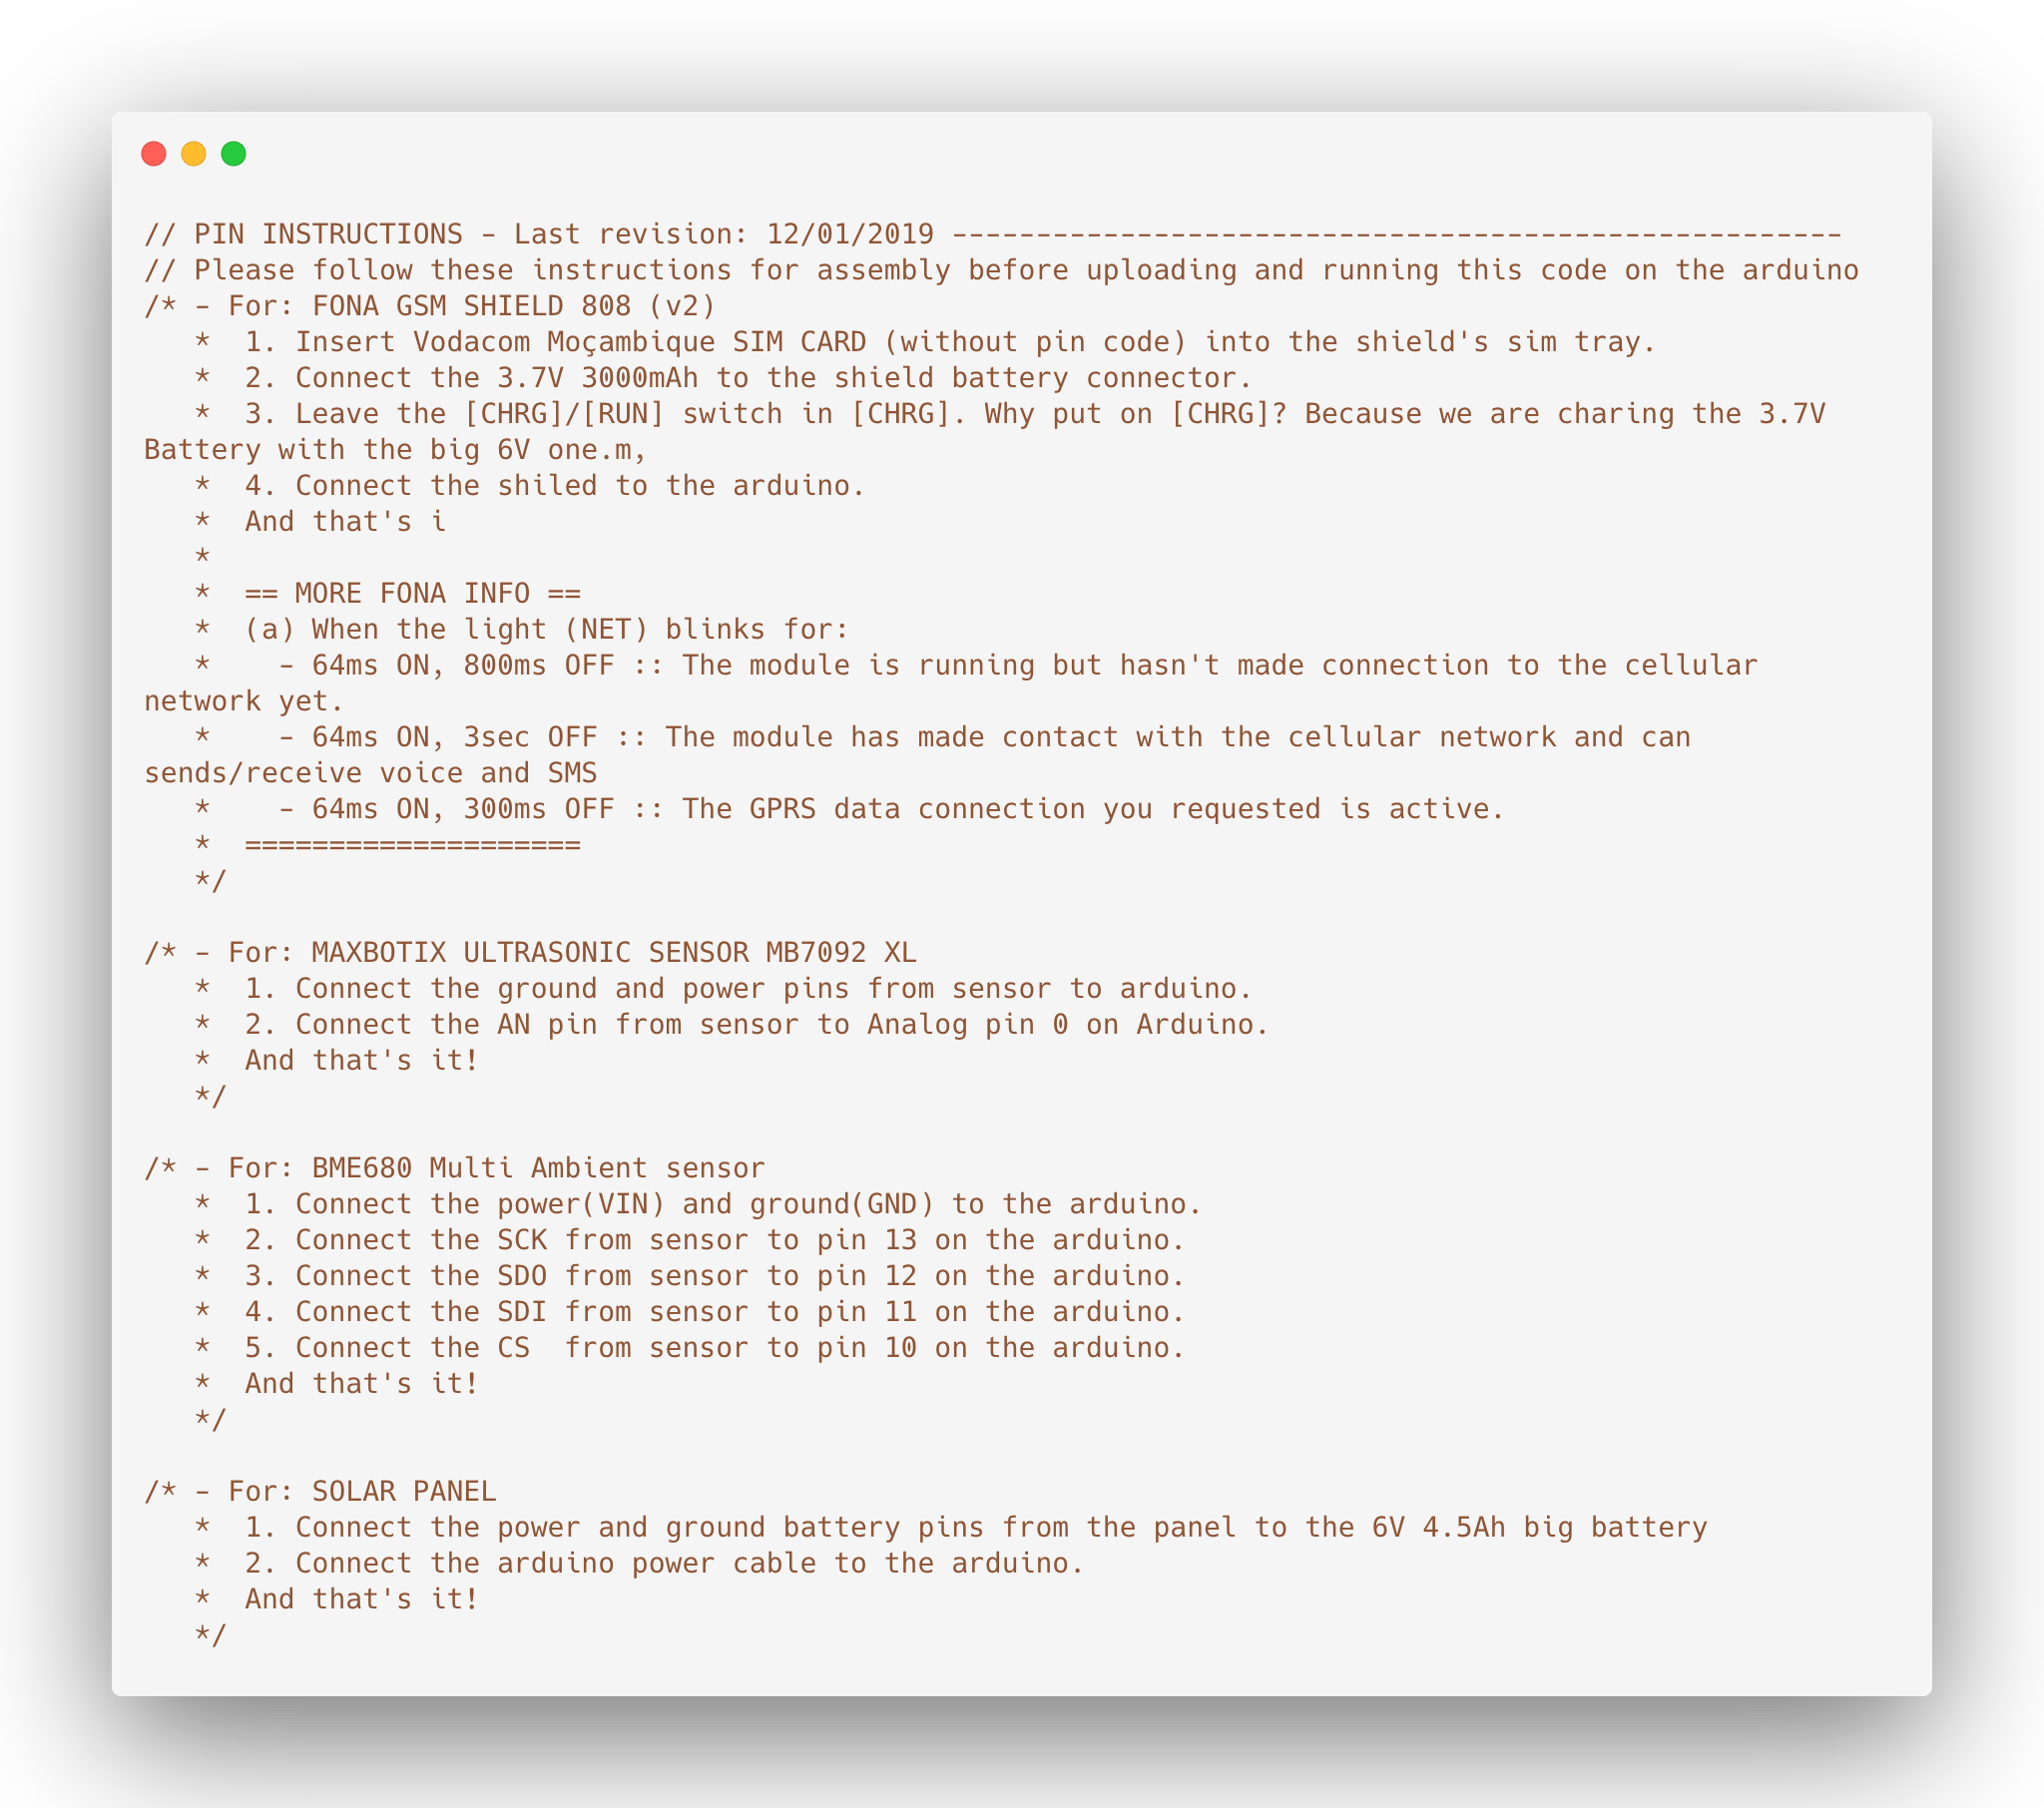 // PIN INSTRUCTIONS - Last revision: 12/01/2019 -----------------------------------------------------
// Please follow these instructions for assembly before uploading and running this code on the arduino
/* - For: FONA GSM SHIELD 808 (v2)
   *  1. Insert Vodacom Moçambique SIM CARD (without pin code) into the shield's sim tray.
   *  2. Connect the 3.7V 3000mAh to the shield battery connector.
   *  3. Leave the [CHRG]/[RUN] switch in [CHRG]. Why put on [CHRG]? Because we are charing the 3.7V
Battery with the big 6V one.m,
   *  4. Connect the shiled to the arduino.
   *  And that's i
   *
   *  == MORE FONA INFO ==
   *  (a) When the light (NET) blinks for:
   *    - 64ms ON, 800ms OFF :: The module is running but hasn't made connection to the cellular
network yet.
   *    - 64ms ON, 3sec OFF :: The module has made contact with the cellular network and can
sends/receive voice and SMS
   *    - 64ms ON, 300ms OFF :: The GPRS data connection you requested is active.
   *  ====================
   */

/* - For: MAXBOTIX ULTRASONIC SENSOR MB7092 XL
   *  1. Connect the ground and power pins from sensor to arduino.
   *  2. Connect the AN pin from sensor to Analog pin 0 on Arduino.
   *  And that's it!
   */

/* - For: BME680 Multi Ambient sensor
   *  1. Connect the power(VIN) and ground(GND) to the arduino.
   *  2. Connect the SCK from sensor to pin 13 on the arduino.
   *  3. Connect the SDO from sensor to pin 12 on the arduino.
   *  4. Connect the SDI from sensor to pin 11 on the arduino.
   *  5. Connect the CS  from sensor to pin 10 on the arduino.
   *  And that's it!
   */

/* - For: SOLAR PANEL
   *  1. Connect the power and ground battery pins from the panel to the 6V 4.5Ah big battery
   *  2. Connect the arduino power cable to the arduino.
   *  And that's it!
   */